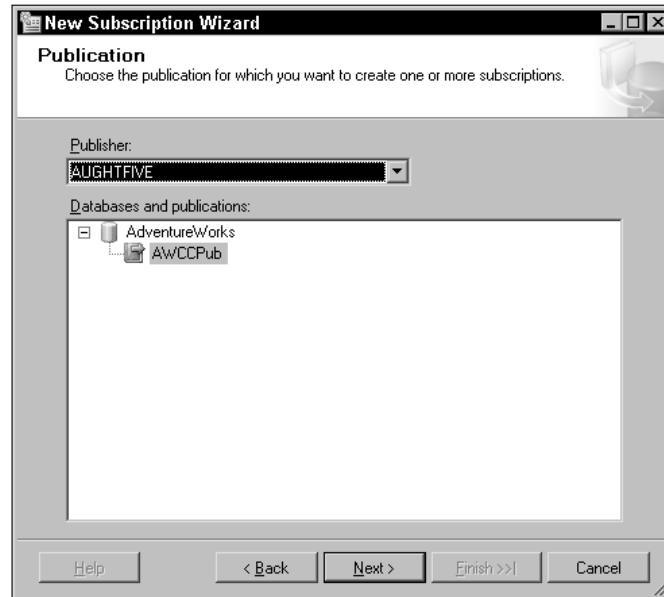 New Subscription Wizard
Publication
Choose the publication for which you want to create one or more subscriptions.
Publisher:
AUGHTFIVE
Databases and publications:
AdventureWorks
AWCCPub
Help
< Back
Next >
Finish >>|
Cancel